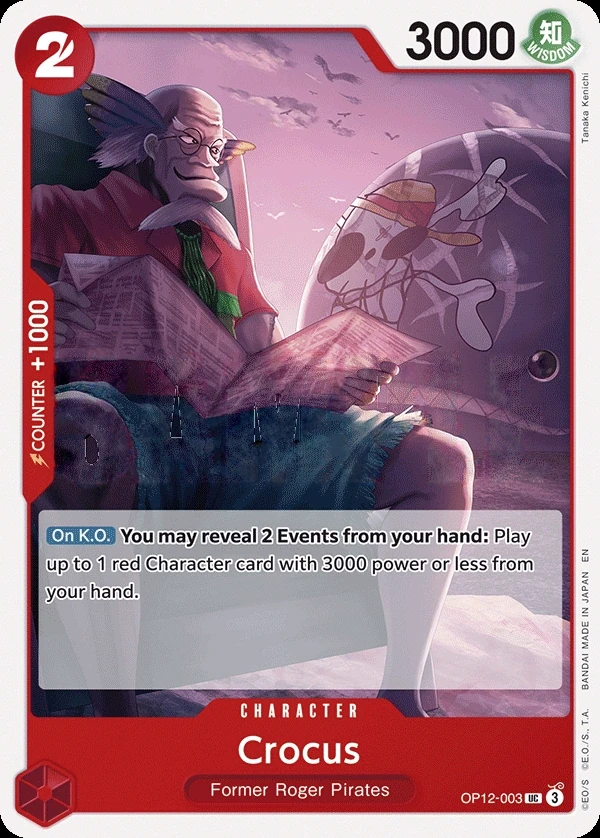 2
3000
知
WISDOM
Tanaka Kenichi
COUNTER +1000
On K.O. You may reveal 2 Events from your hand: Play
up to 1 red Character card with 3000 power or less from
your hand.
CHARACTER
Crocus
Former Roger Pirates
OP12-003 UC 3
©E.O/S ©E.O./S., T.A. BANDAI MADE IN JAPAN EN